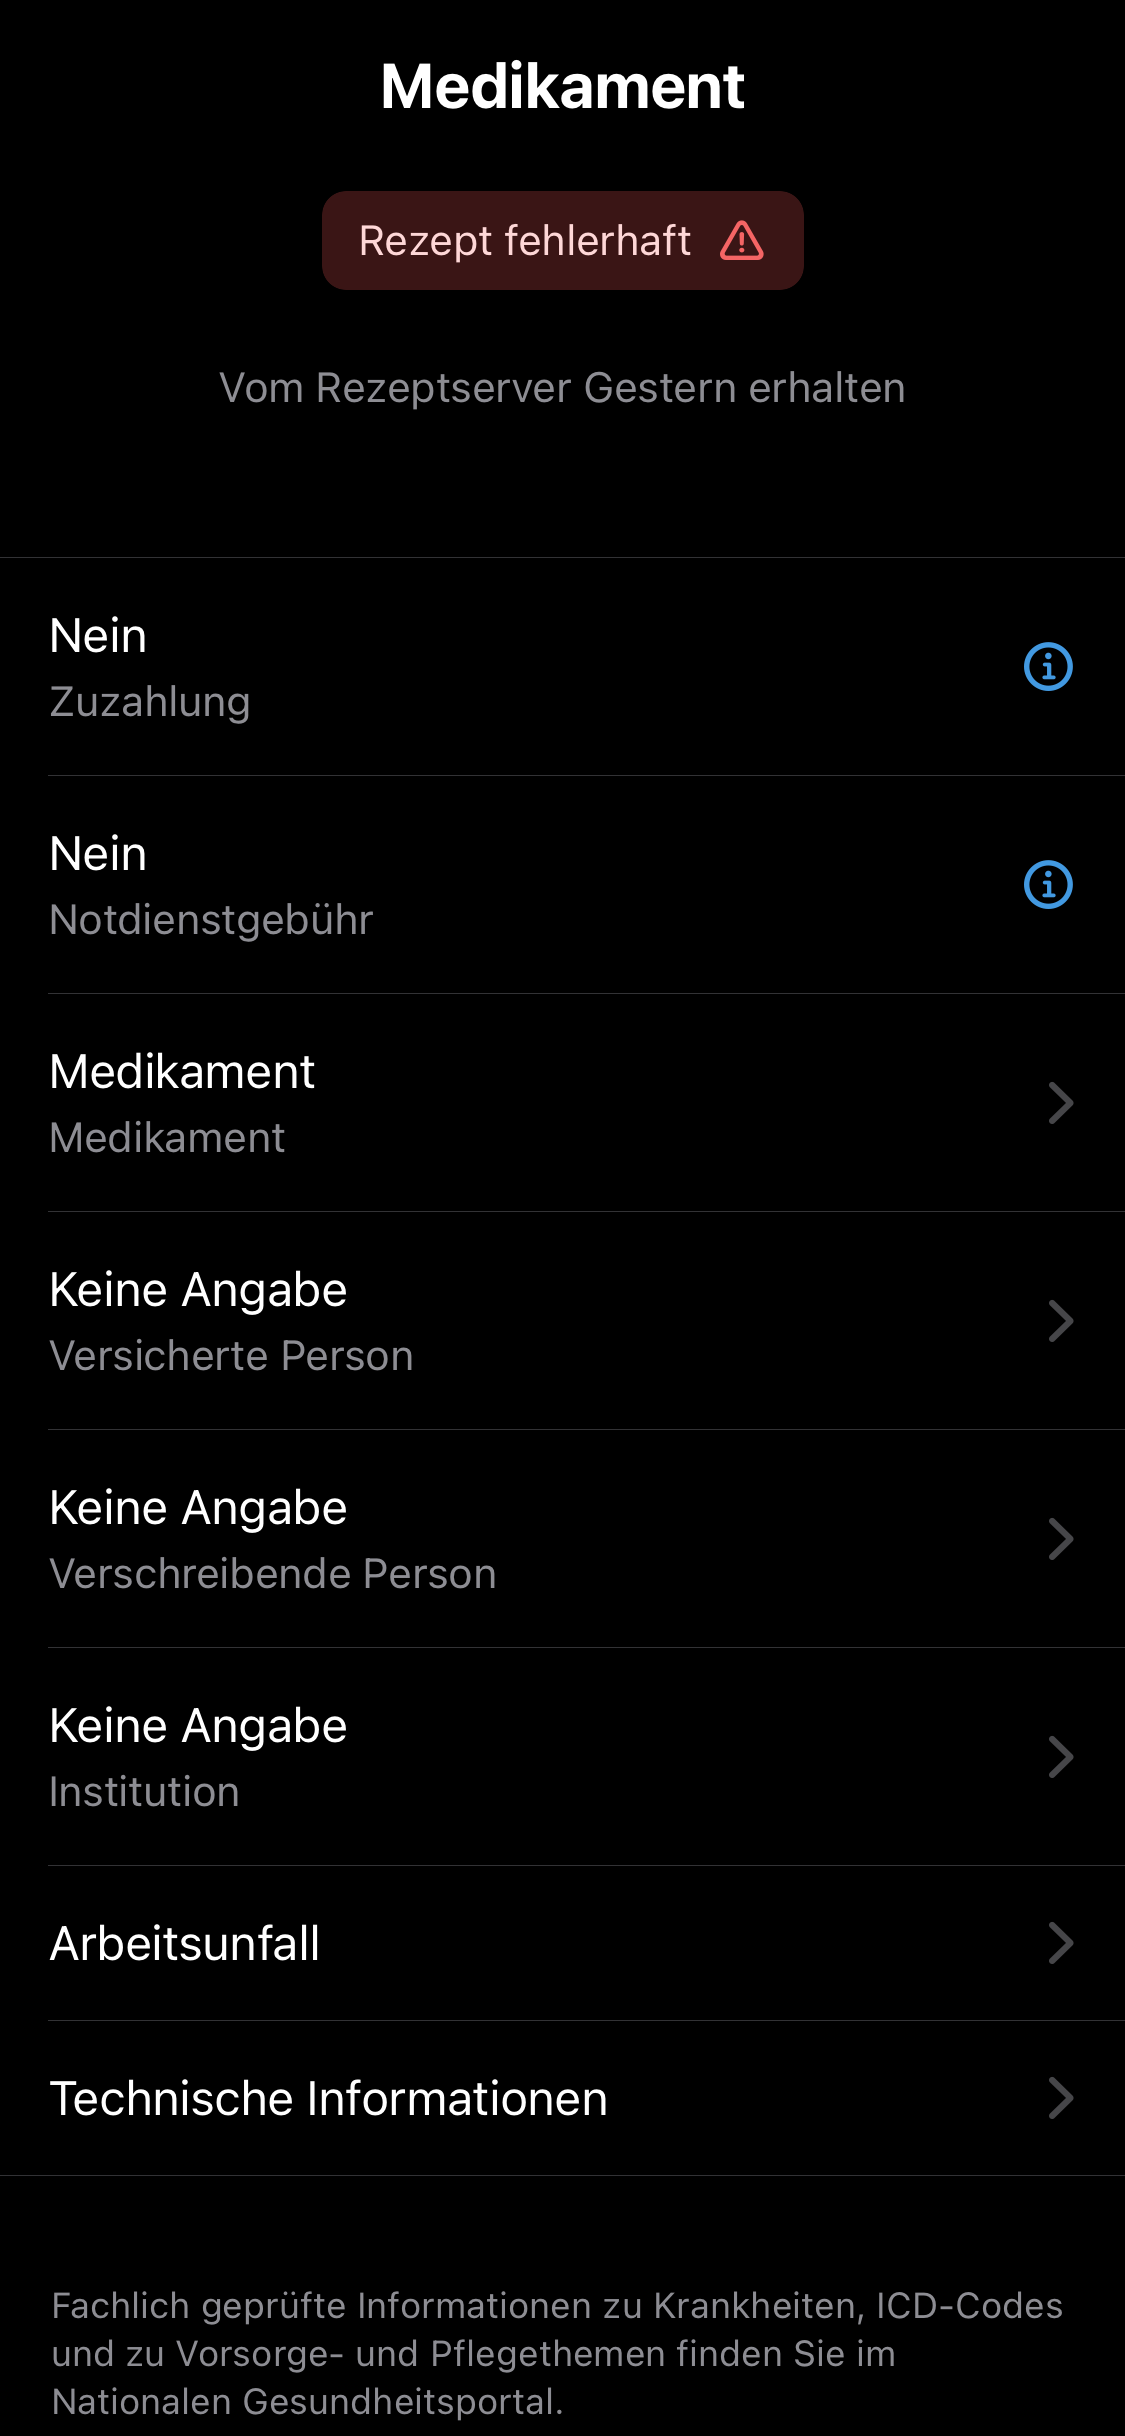 Medikament
Rezept fehlerhaft
Vom Rezeptserver Gestern erhalten
Nein
Zuzahlung
Nein
Notdienstgebühr
Medikament
Medikament
Keine Angabe
Versicherte Person
Keine Angabe
Verschreibende Person
Keine Angabe
Institution
Arbeitsunfall
Technische Informationen
Fachlich geprüfte Informationen zu Krankheiten, ICD-Codes
und zu Vorsorge- und Pflegethemen finden Sie im
Nationalen Gesundheitsportal.